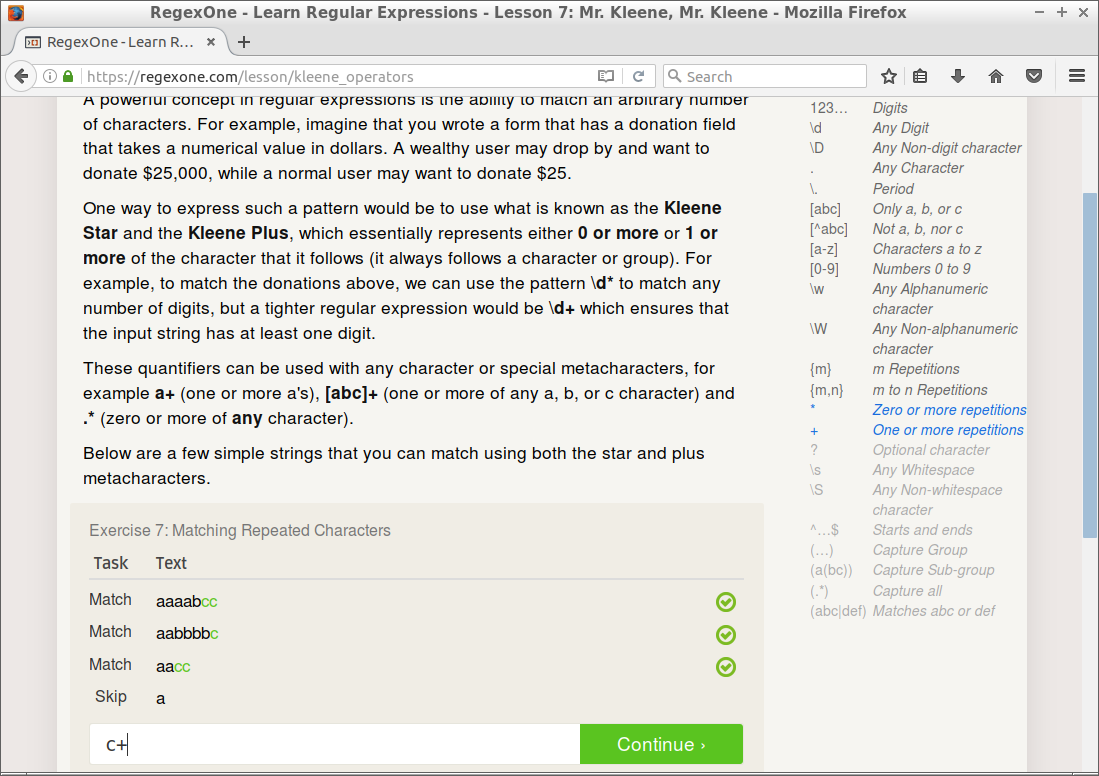 RegexOne - Learn Regular Expressions - Lesson 7: Mr. Kleene, Mr. Kleene - Mozilla Firefox
RegexOne - Learn R...
https://regexone.com/lesson/kleene_operators
Search
A powerful concept in regular expressions is the ability to match an arbitrary number
of characters. For example, imagine that you wrote a form that has a donation field
that takes a numerical value in dollars. A wealthy user may drop by and want to
donate $25,000, while a normal user may want to donate $25.
One way to express such a pattern would be to use what is known as the Kleene
Star and the Kleene Plus, which essentially represents either 0 or more or 1 or
more of the character that it follows (it always follows a character or group). For
example, to match the donations above, we can use the pattern \d* to match any
number of digits, but a tighter regular expression would be \d+ which ensures that
the input string has at least one digit.
These quantifiers can be used with any character or special metacharacters, for
example a+ (one or more a's), [abc]+ (one or more of any a, b, or c character) and
.* (zero or more of any character).
Below are a few simple strings that you can match using both the star and plus
metacharacters.
Exercise 7: Matching Repeated Characters
Task Text
Match aaaabcc
Match aabbbbc
Match aacc
Skip a
c+
Continue ›
123... Digits
\d Any Digit
\D Any Non-digit character
. Any Character
\. Period
[abc] Only a, b, or c
[^abc] Not a, b, nor c
[a-z] Characters a to z
[0-9] Numbers 0 to 9
\w Any Alphanumeric
character
\W Any Non-alphanumeric
character
{m} m Repetitions
{m,n} m to n Repetitions
* Zero or more repetitions
+ One or more repetitions
? Optional character
\s Any Whitespace
\S Any Non-whitespace
character
^...$ Starts and ends
(...) Capture Group
(a(bc)) Capture Sub-group
(.*) Capture all
(abc|def) Matches abc or def